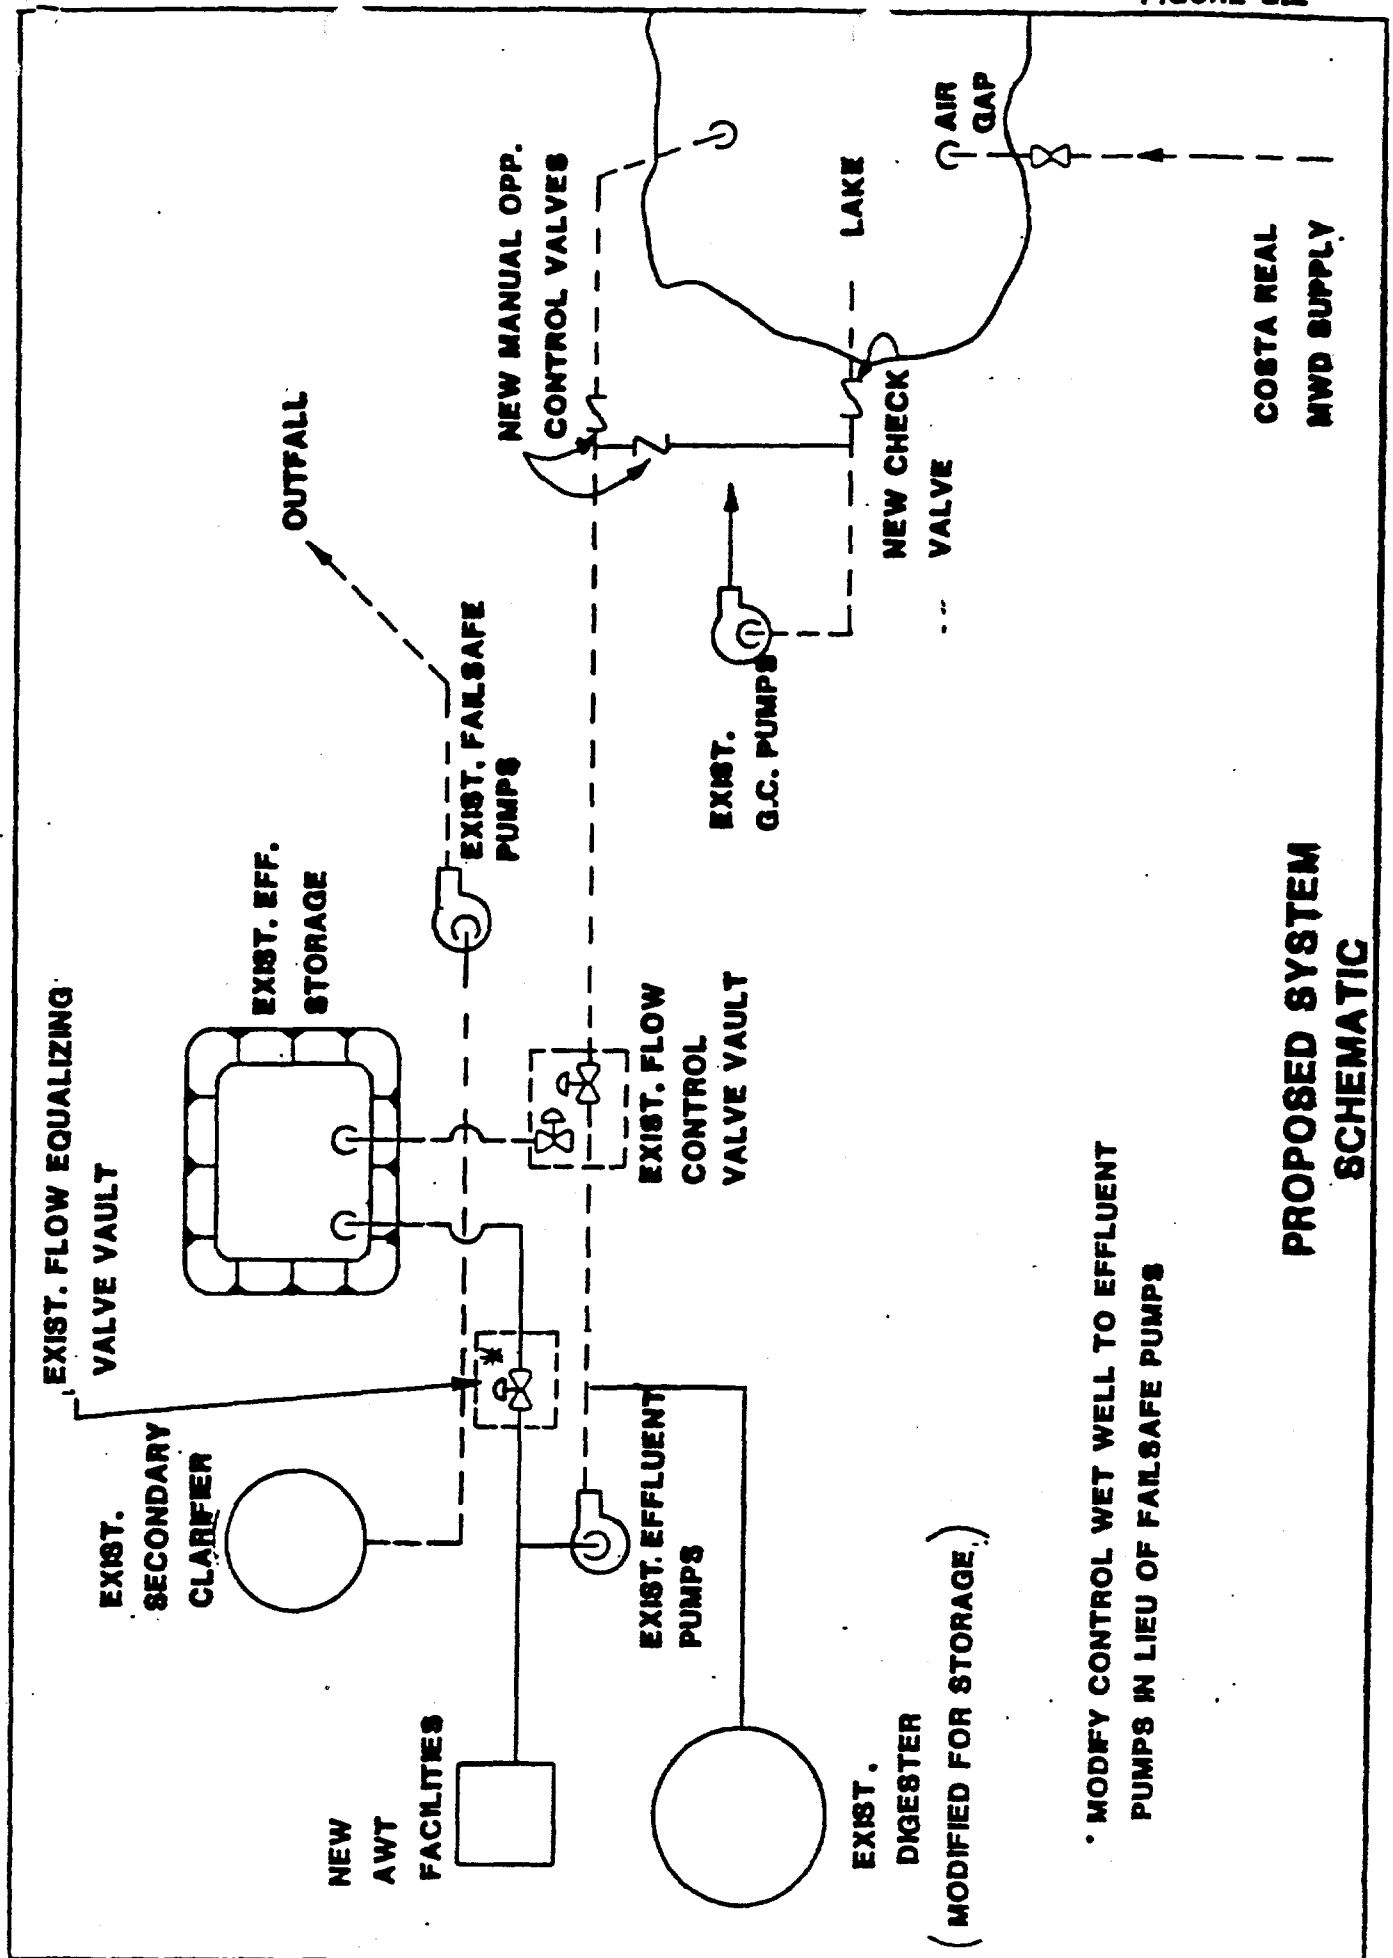 EXIST. FLOW EQUALIZING
VALVE VAULT
EXIST.
SECONDARY
CLARIFIER
EXIST. EFF.
STORAGE
OUTFALL
NEW MANUAL OPP.
CONTROL VALVES
NEW
AWT
FACILITIES
EXIST. FAILSAFE
PUMPS
EXIST. EFFLUENT
PUMPS
EXIST. FLOW
CONTROL
VALVE VAULT
EXIST.
G.C. PUMPS
NEW CHECK
VALVE
LAKE
AIR
GAP
EXIST.
DIGESTER
(MODIFIED FOR STORAGE)
COSTA REAL
MWD SUPPLY
* MODIFY CONTROL WET WELL TO EFFLUENT
PUMPS IN LIEU OF FAILSAFE PUMPS
PROPOSED SYSTEM
SCHEMATIC